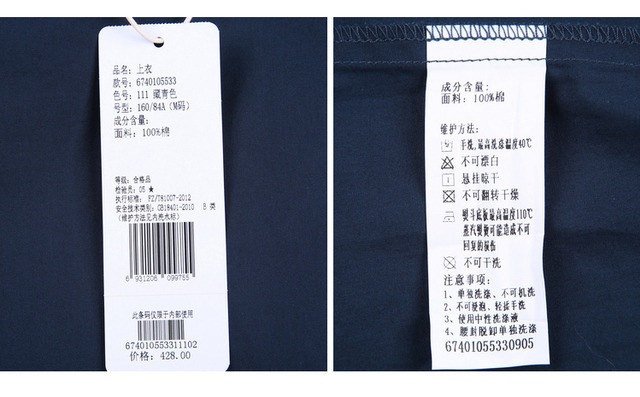 品名: 上衣
款号: 6740105533
色号: 111 藏青色
号型: 160/84A (M码)
成分含量:
面料: 100%棉
等级: 合格品
检验员: 05 ★
执行标准: FZ/T81007-2012
安全技术类别: GB18401-2010 B 类
(维护方法见内洗水标)
6 931206 099755
此条码仅限于内部使用
674010553311102
价格: 428.00
成分含量:
面料: 100%棉
维护方法:
手洗,最高洗涤温度40℃
不可漂白
悬挂晾干
不可翻转干燥
熨斗底板最高温度110℃
蒸汽熨烫可能造成不可
回复的损伤
不可干洗
注意事项:
1、单独洗涤、不可机洗
2、不可浸泡、轻揉手洗
3、使用中性洗涤液
4、腰封脱卸单独洗涤
67401055330905